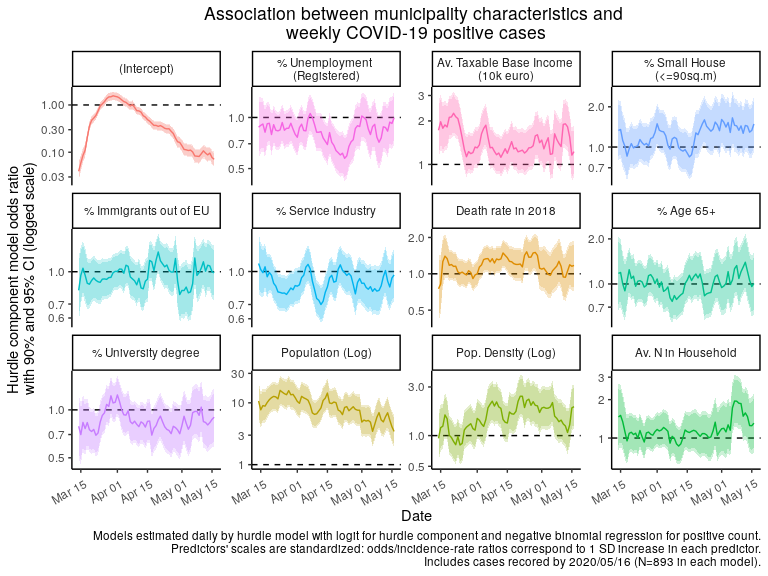 Association between municipality characteristics and
weekly COVID-19 positive cases
Hurdle component model odds ratio
with 90% and 95% CI (logged scale)
(Intercept)
1.00
0.30
0.10
0.03
% Unemployment
(Registered)
1.0
0.7
0.5
Av. Taxable Base Income
(10k euro)
3
2
1
% Small House
(<=90sq.m)
2.0
1.0
0.7
% Immigrants out of EU
1.0
0.7
0.6
% Service Industry
1.0
0.7
0.6
Death rate in 2018
2.0
1.0
0.5
% Age 65+
2.0
1.0
0.7
% University degree
1.0
0.7
0.5
Population (Log)
30
10
3
1
Pop. Density (Log)
3.0
1.0
0.5
Av. N in Household
3
2
1
Mar 15 Apr 01 Apr 15 May 01 May 15
Mar 15 Apr 01 Apr 15 May 01 May 15
Mar 15 Apr 01 Apr 15 May 01 May 15
Mar 15 Apr 01 Apr 15 May 01 May 15
Date
Models estimated daily by hurdle model with logit for hurdle component and negative binomial regression for positive count.
Predictors' scales are standardized: odds/incidence-rate ratios correspond to 1 SD increase in each predictor.
Includes cases recored by 2020/05/16 (N=893 in each model).